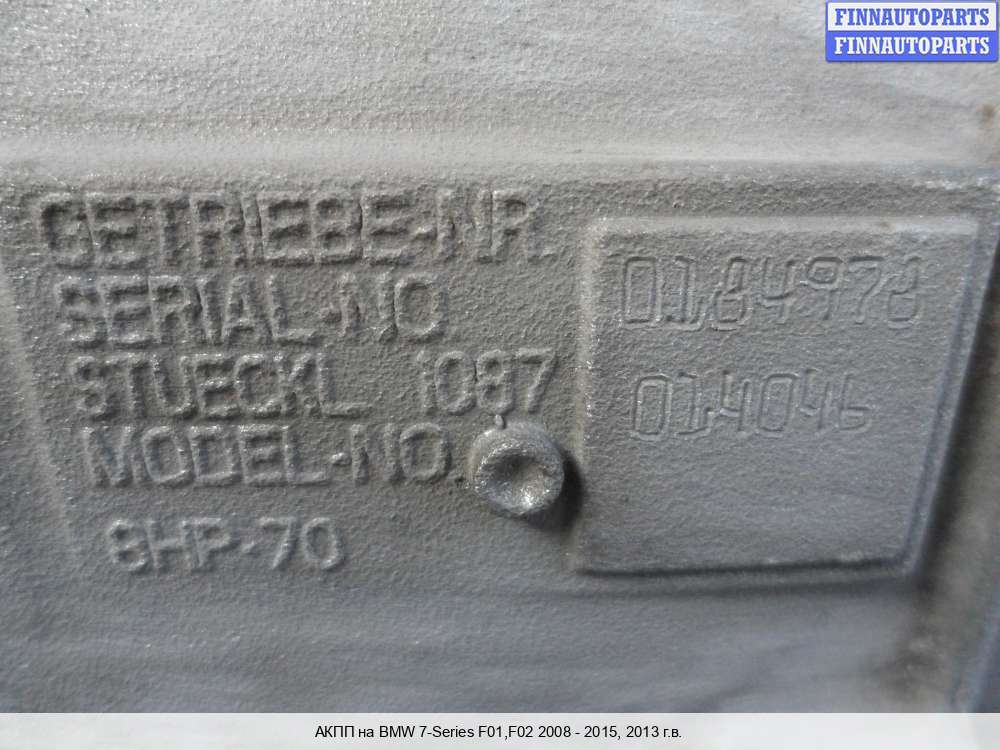 FINNAUTOPARTS
FINNAUTOPARTS
GETRIEBE-NR.
SERIAL-NO
STUECKL 1087
MODEL-NO.
8HP-70
0184978
014046
АКПП на BMW 7-Series F01,F02 2008 - 2015, 2013 г.в.